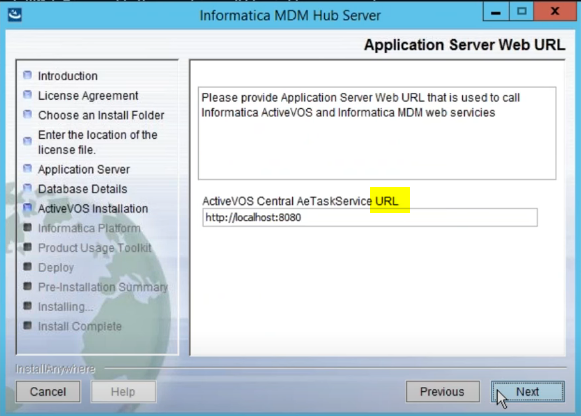 Informatica MDM Hub Server
Application Server Web URL
Introduction
License Agreement
Choose an Install Folder
Enter the location of the
license file.
Application Server
Database Details
ActiveVOS Installation
Informatica Platform
Product Usage Toolkit
Deploy
Pre-Installation Summary
Installing...
Install Complete
Please provide Application Server Web URL that is used to call
Informatica ActiveVOS and Informatica MDM web servicies
ActiveVOS Central AeTaskService URL
http://localhost:8080
InstallAnywhere
Cancel
Help
Previous
Next